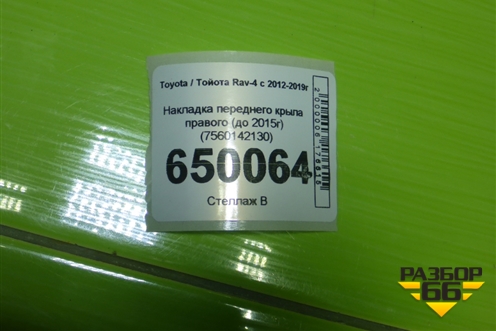 Toyota / Тойота Rav-4 с 2012-2019г
Накладка переднего крыла
правого (до 2015г)
(7560142130)
650064
Стеллаж В
РАЗБОР
66